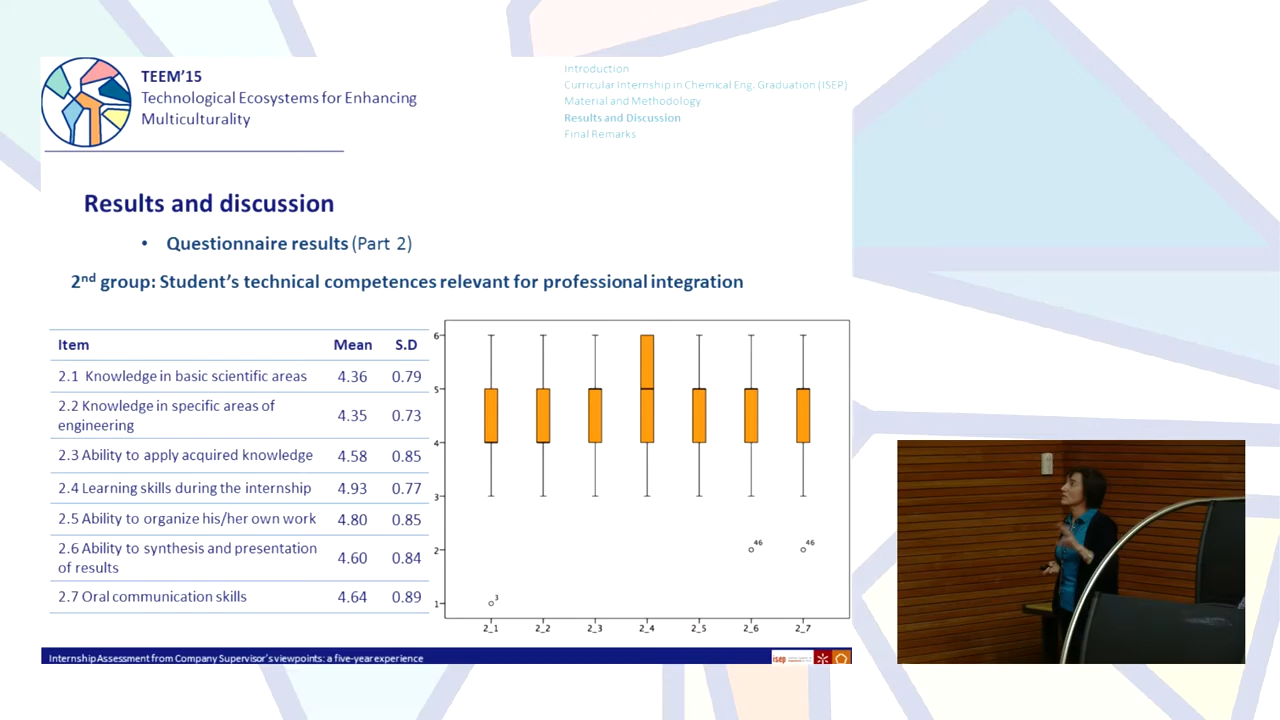 TEEM'15
Technological Ecosystems for Enhancing
Multiculturality
Introduction
Curricular Internship in Chemical Eng. Graduation (ISEP)
Material and Methodology
Results and Discussion
Final Remarks
Results and discussion
• Questionnaire results (Part 2)
2nd group: Student's technical competences relevant for professional integration
Item Mean S.D
2.1 Knowledge in basic scientific areas 4.36 0.79
2.2 Knowledge in specific areas of
engineering 4.35 0.73
2.3 Ability to apply acquired knowledge 4.58 0.85
2.4 Learning skills during the internship 4.93 0.77
2.5 Ability to organize his/her own work 4.80 0.85
2.6 Ability to synthesis and presentation
of results 4.60 0.84
2.7 Oral communication skills 4.64 0.89
6
5
4
3
2
1
46
46
3
2_1 2_2 2_3 2_4 2_5 2_6 2_7
Internship Assessment from Company Supervisor's viewpoints: a five-year experience
isep